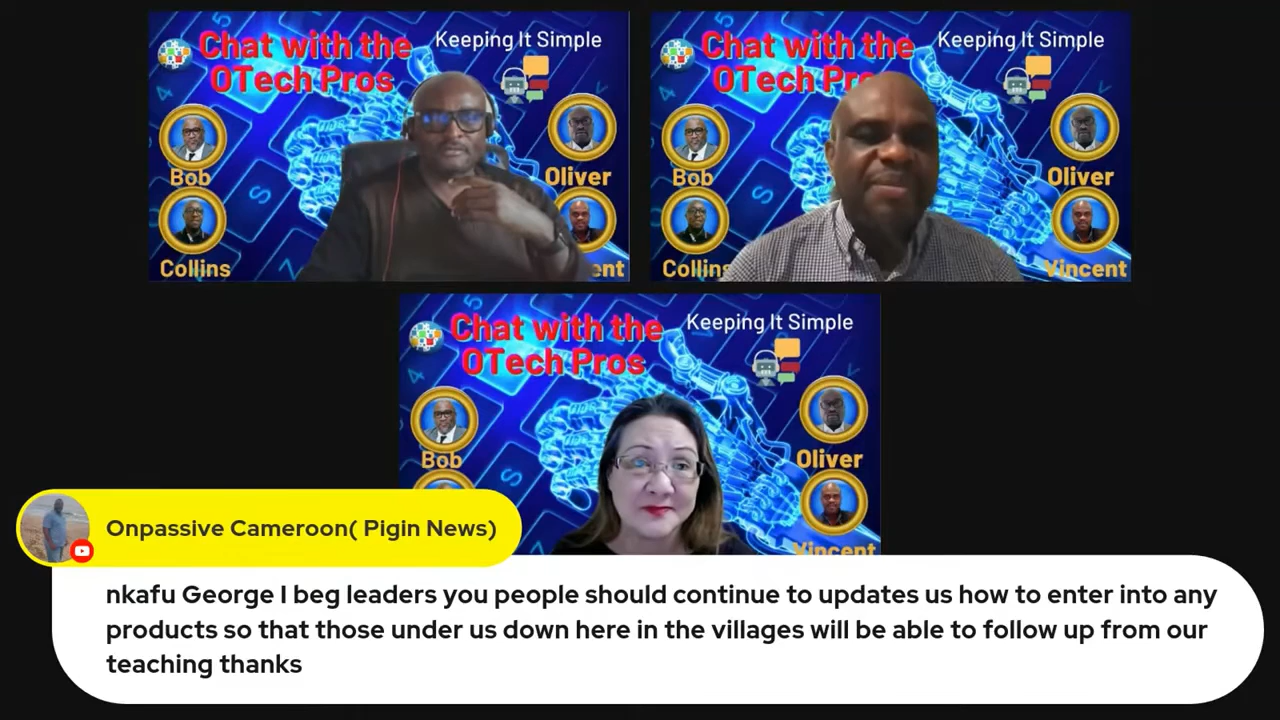 Chat with the
OTech Pros
Keeping It Simple
Bob
Oliver
Collins
Chat with the
OTech Pro
Keeping It Simple
Bob
Oliver
Collins
Vincent
Chat with the
OTech Pros
Keeping It Simple
Bob
Oliver
Vincent
Onpassive Cameroon( Pigin News)
nkafu George I beg leaders you people should continue to updates us how to enter into any
products so that those under us down here in the villages will be able to follow up from our
teaching thanks